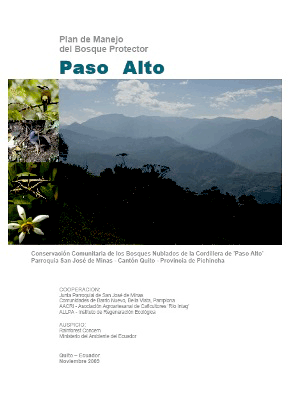 Plan de Manejo
del Bosque Protector
Paso Alto
Conservación Comunitaria de los Bosques Nublados de la Cordillera de 'Paso Alto'
Parroquia San José de Minas - Cantón Quito - Provincia de Pichincha
COOPERACION:
Junta Parroquial de San José de Minas
Comunidades de Barrio Nuevo, Bella Vista, Pamplona
AACRI - Asociación Agroartesanal de Caficultores 'Río Intag'
ALLPA - Instituto de Regeneración Ecológica
AUSPICIO:
Rainforest Concern
Ministerio del Ambiente del Ecuador
Quito – Ecuador
Noviembre 2005